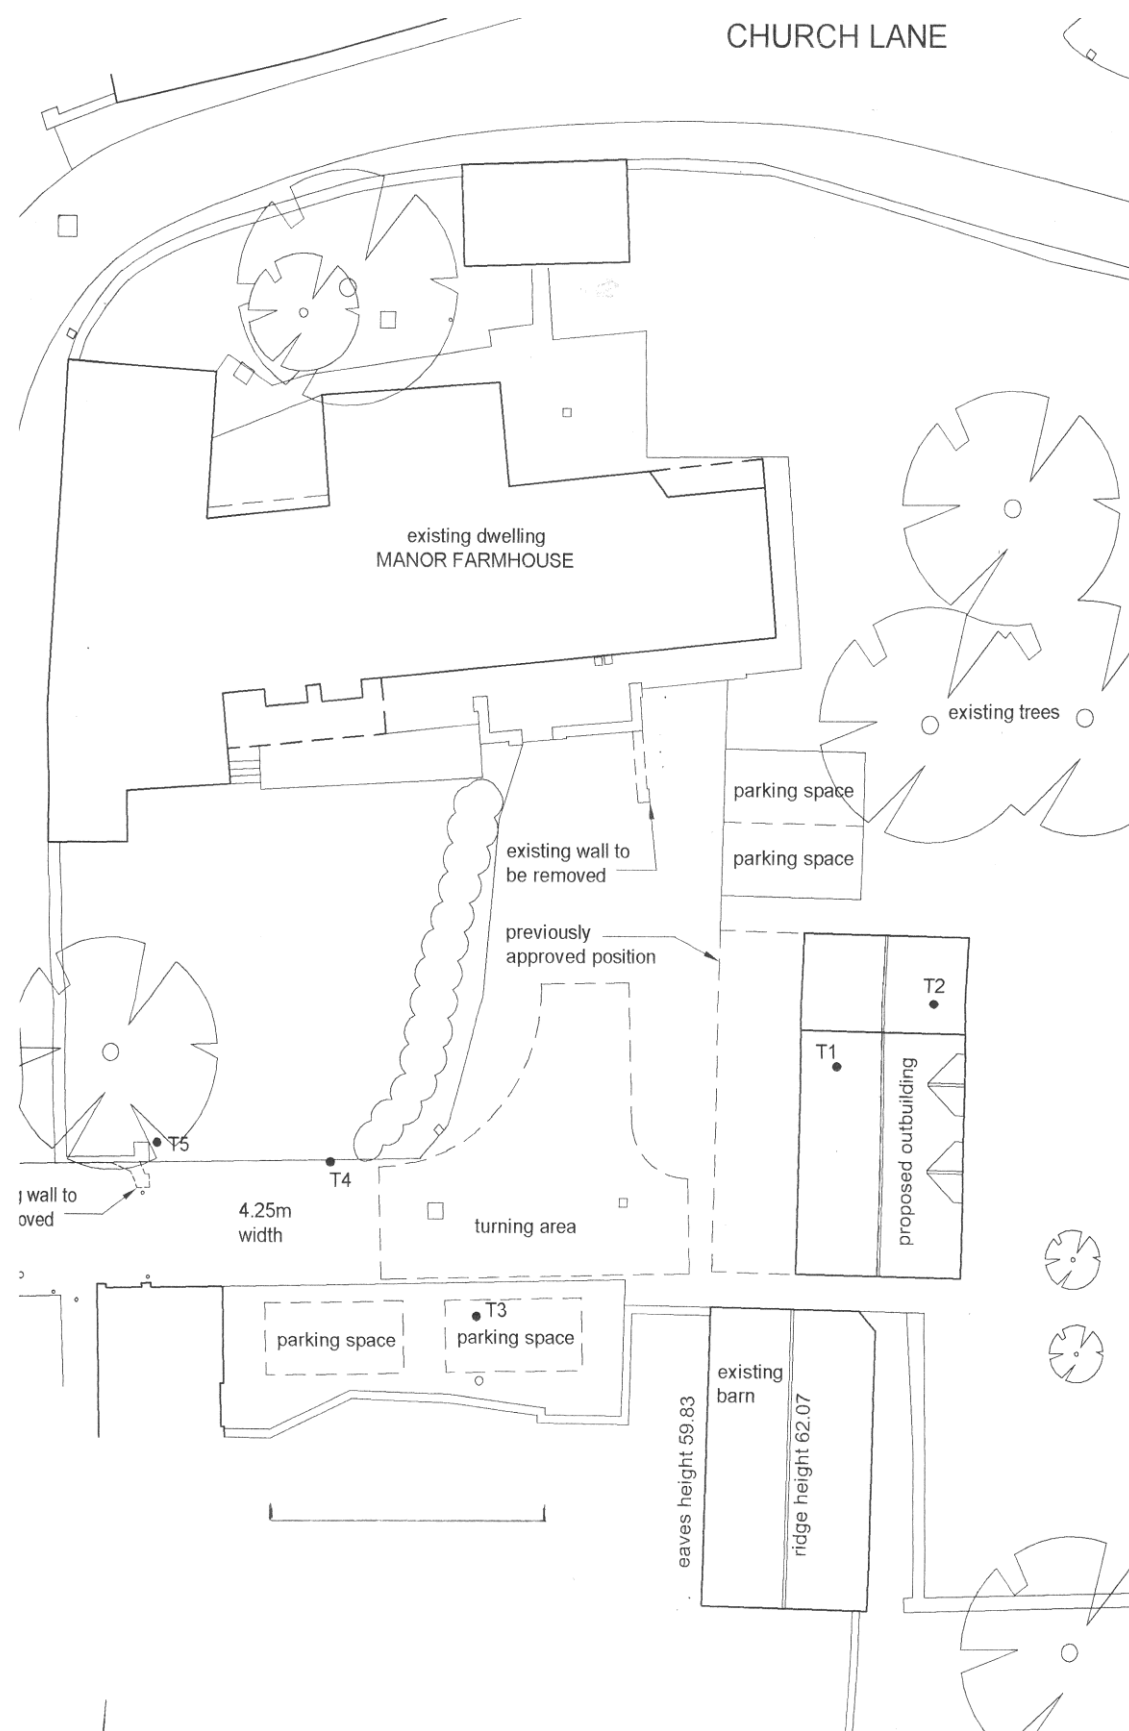 CHURCH LANE
existing dwelling
MANOR FARMHOUSE
existing trees
parking space
parking space
existing wall to
be removed
previously
approved position
T2
T1
proposed outbuilding
T5
T4
wall to
4.25m
width
turning area
T3
parking space
parking space
existing
barn
eaves height 59.83
ridge height 62.07